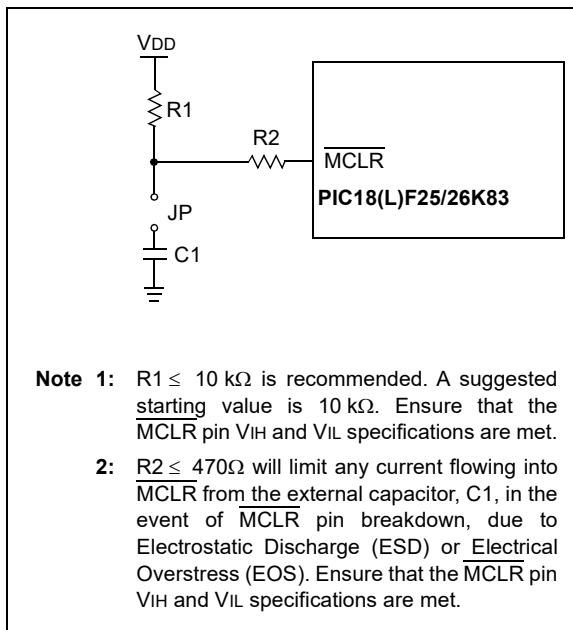 VDD
R1
R2
MCLR
PIC18(L)F25/26K83
JP
C1
Note 1: R1 ≤ 10 kΩ is recommended. A suggested
starting value is 10 kΩ. Ensure that the
MCLR pin VIH and VIL specifications are met.
2: R2 ≤ 470Ω will limit any current flowing into
MCLR from the external capacitor, C1, in the
event of MCLR pin breakdown, due to
Electrostatic Discharge (ESD) or Electrical
Overstress (EOS). Ensure that the MCLR pin
VIH and VIL specifications are met.